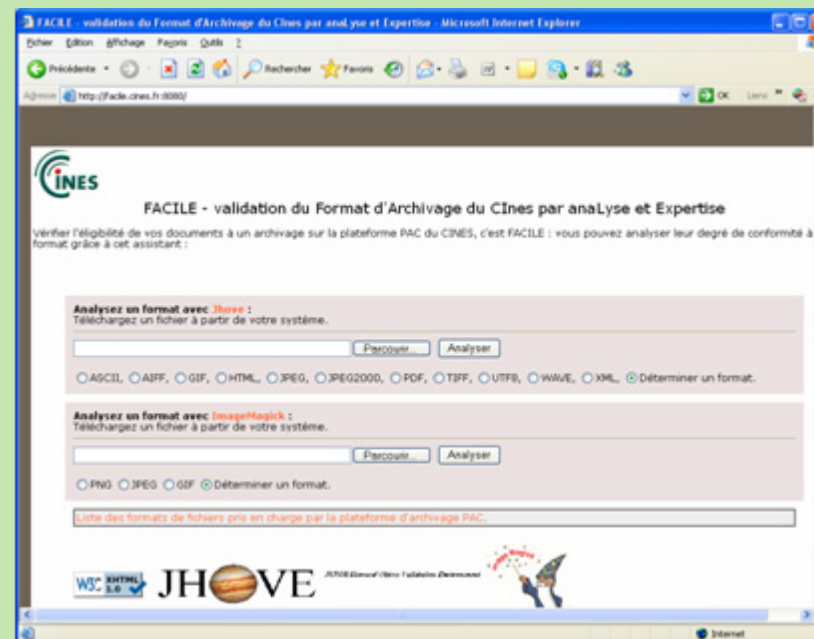 FACILE - validation du Format d'Archivage du CInes par anaLyse et Expertise - Microsoft Internet Explorer
Fichier Edition Affichage Favoris Outils ?
Précédente Rechercher Favoris
Adresse http://facile.cines.fr:8080/ OK Liens »
CINES
FACILE - validation du Format d'Archivage du CInes par anaLyse et Expertise
Vérifier l'éligibilité de vos documents à un archivage sur la plateforme PAC du CINES, c'est FACILE : vous pouvez analyser leur degré de conformité à
format grâce à cet assistant :
Analysez un format avec Jhove :
Téléchargez un fichier à partir de votre système.
Parcourir... Analyser
ASCII, AIFF, GIF, HTML, JPEG, JPEG2000, PDF, TIFF, UTF8, WAVE, XML, Déterminer un format.
Analysez un format avec ImageMagick :
Téléchargez un fichier à partir de votre système.
Parcourir... Analyser
PNG JPEG GIF Déterminer un format.
Liste des formats de fichiers pris en charge par la plateforme d'archivage PAC.
W3C XHTML 1.0 JHOVE
Internet